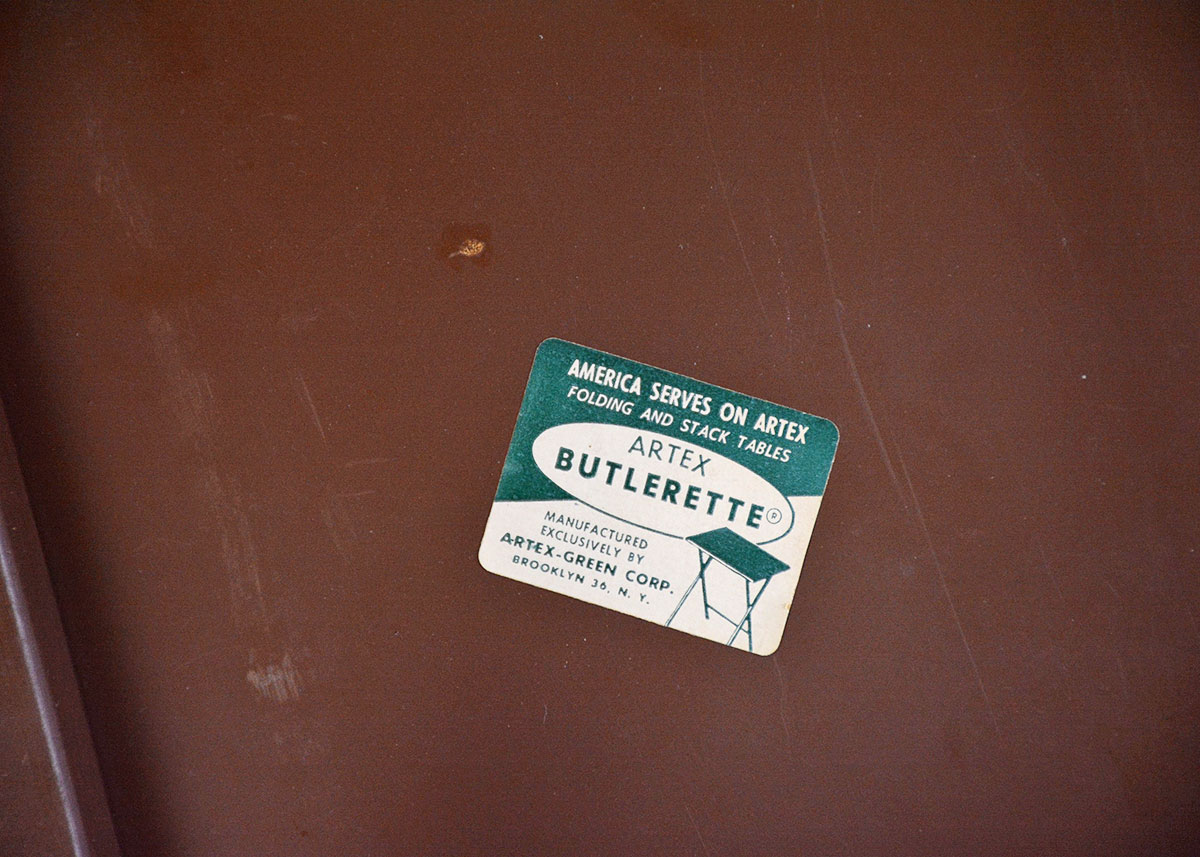 AMERICA SERVES ON ARTEX
FOLDING AND STACK TABLES
ARTEX
BUTLERETTE®
MANUFACTURED
EXCLUSIVELY BY
ARTEX-GREEN CORP.
BROOKLYN 36, N. Y.